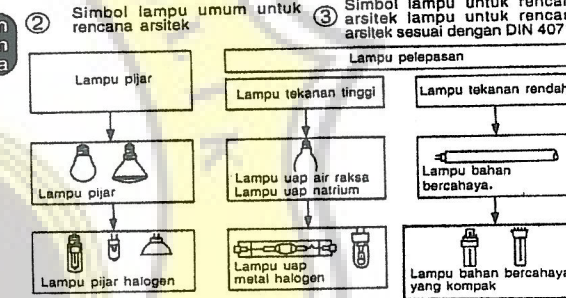 n
n
a
② Simbol lampu umum untuk
rencana arsitek
③ Simbol lampu untuk
arsitek lampu untuk
arsitek sesuai dengan DIN 407
Lampu pijar
Lampu pelepasan
Lampu tekanan tinggi
Lampu tekanan rendah
Lampu pijar
Lampu uap air raksa
Lampu uap natrium
Lampu bahan
bercahaya.
Lampu pijar halogen
Lampu uap
metal halogen
Lampu bahan bercahaya
yang kompak